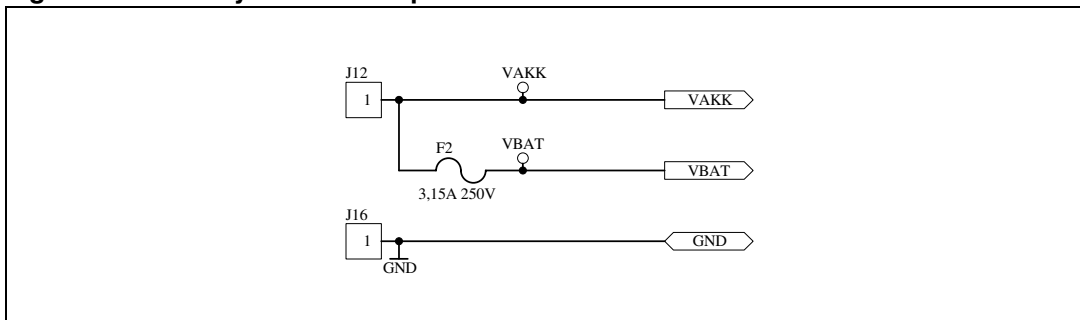 J12
1
VAKK
VAKK
F2
VBAT
VBAT
3,15A 250V
J16
1
GND
GND